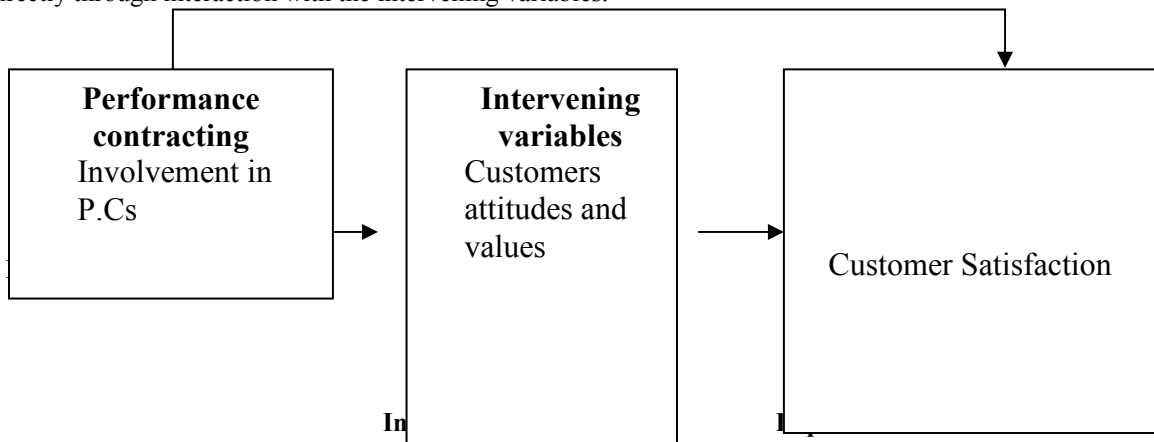 directly through interaction with the intervening variables.
Performance
contracting
Involvement in
P.Cs
Intervening
variables
Customers
attitudes and
values
Customer Satisfaction